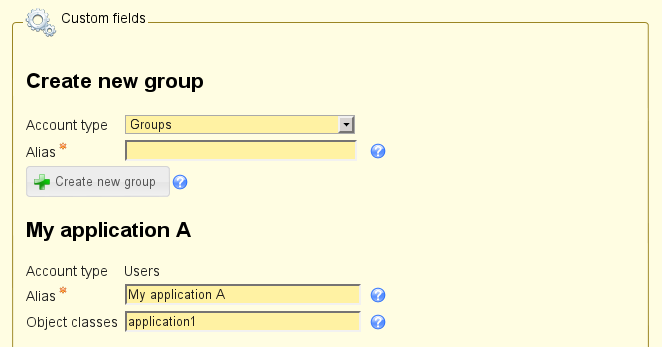 Custom fields
Create new group
Account type Groups
Alias *
Create new group
My application A
Account type Users
Alias * My application A
Object classes application1